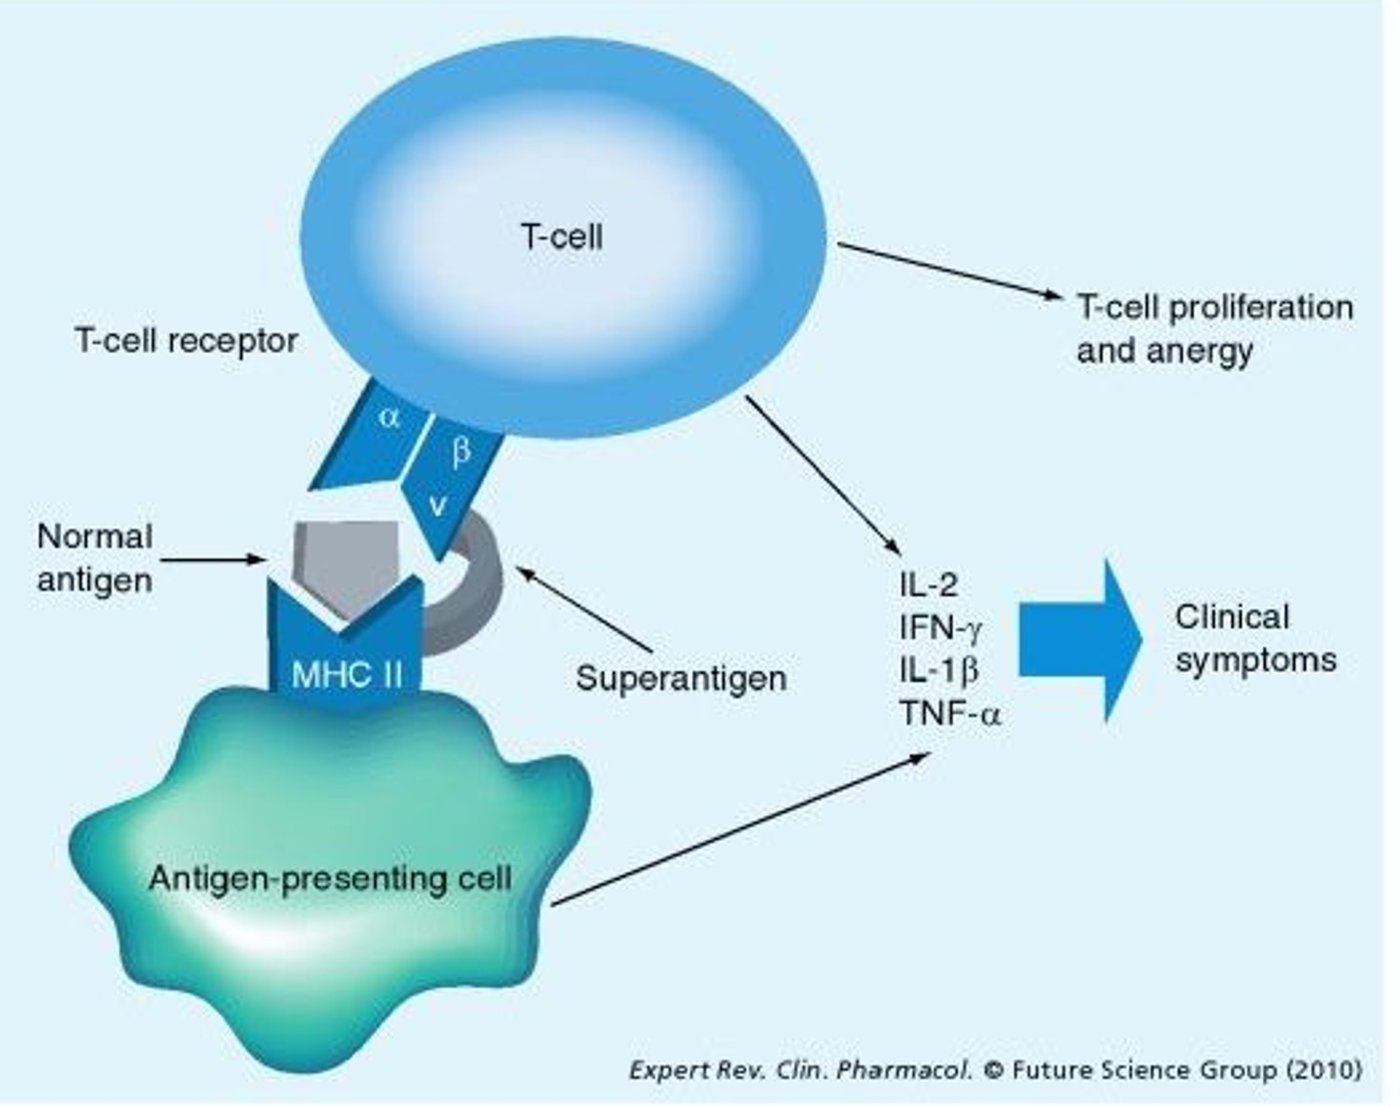 T-cell
T-cell proliferation
and anergy
T-cell receptor
α
β
v
Normal
antigen
IL-2
IFN-γ
IL-1β
TNF-α
Clinical
symptoms
Superantigen
MHC II
Antigen-presenting cell
Expert Rev. Clin. Pharmacol. © Future Science Group (2010)